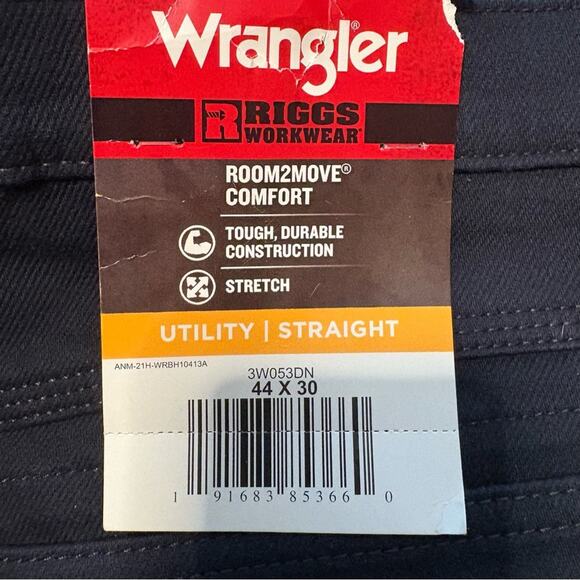 Wrangler
R RIGGS
WORKWEAR®
ROOM2MOVE®
COMFORT
TOUGH, DURABLE
CONSTRUCTION
STRETCH
UTILITY | STRAIGHT
ANM-21H-WRBH10413A
3W053DN
44 X 30
1 91683 85366 0